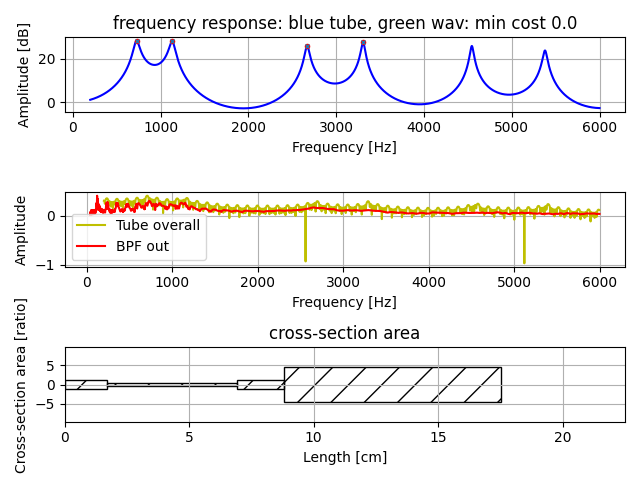 frequency response: blue tube, green wav: min cost 0.0
Amplitude [dB]
20
0
0 1000 2000 3000 4000 5000 6000
Frequency [Hz]
Amplitude
0
−1
Tube overall
BPF out
0 1000 2000 3000 4000 5000 6000
Frequency [Hz]
cross-section area
Cross-section area [ratio]
5
0
−5
0 5 10 15 20
Length [cm]